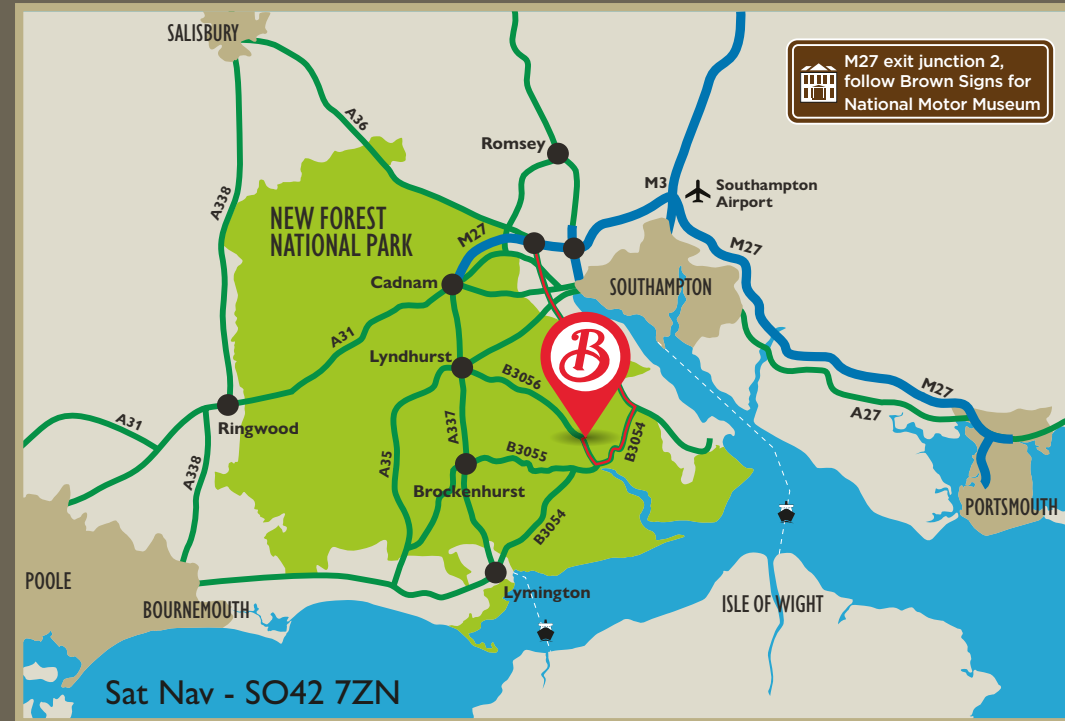 SALISBURY
M27 exit junction 2,
follow Brown Signs for
National Motor Museum
A36
Romsey
A338
M3
Southampton
Airport
NEW FOREST
NATIONAL PARK
M27
M27
Cadnam
SOUTHAMPTON
A31
Lyndhurst
B
B3056
M27
A27
A31
Ringwood
A337
B3054
A338
A35
B3055
Brockenhurst
PORTSMOUTH
B3054
POOLE
Lymington
BOURNEMOUTH
ISLE OF WIGHT
Sat Nav - SO42 7ZN